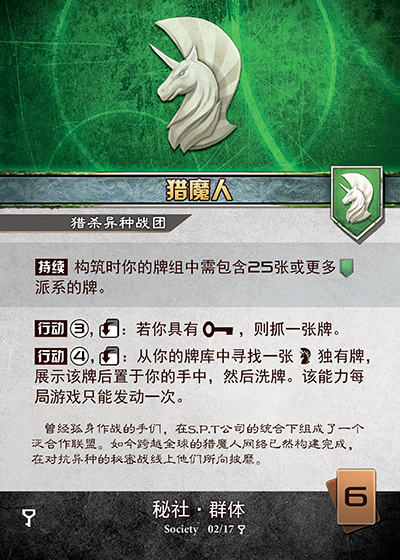 猎魔人
猎杀异种战团
持续 构筑时你的牌组中需包含25张或更多
派系的牌。
行动 ③, : 若你具有 , 则抓一张牌。
行动 ④, : 从你的牌库中寻找一张 独有牌,
展示该牌后置于你的手中，然后洗牌。该能力每
局游戏只能发动一次。
曾经孤身作战的手们，在S.P.T公司的统合下组成了一个
泛合作联盟。如今跨越全球的猎魔人网络已然构建完成，
在对抗异种的秘密战线上他们所向披靡。
6
秘社·群体
Society 02/17